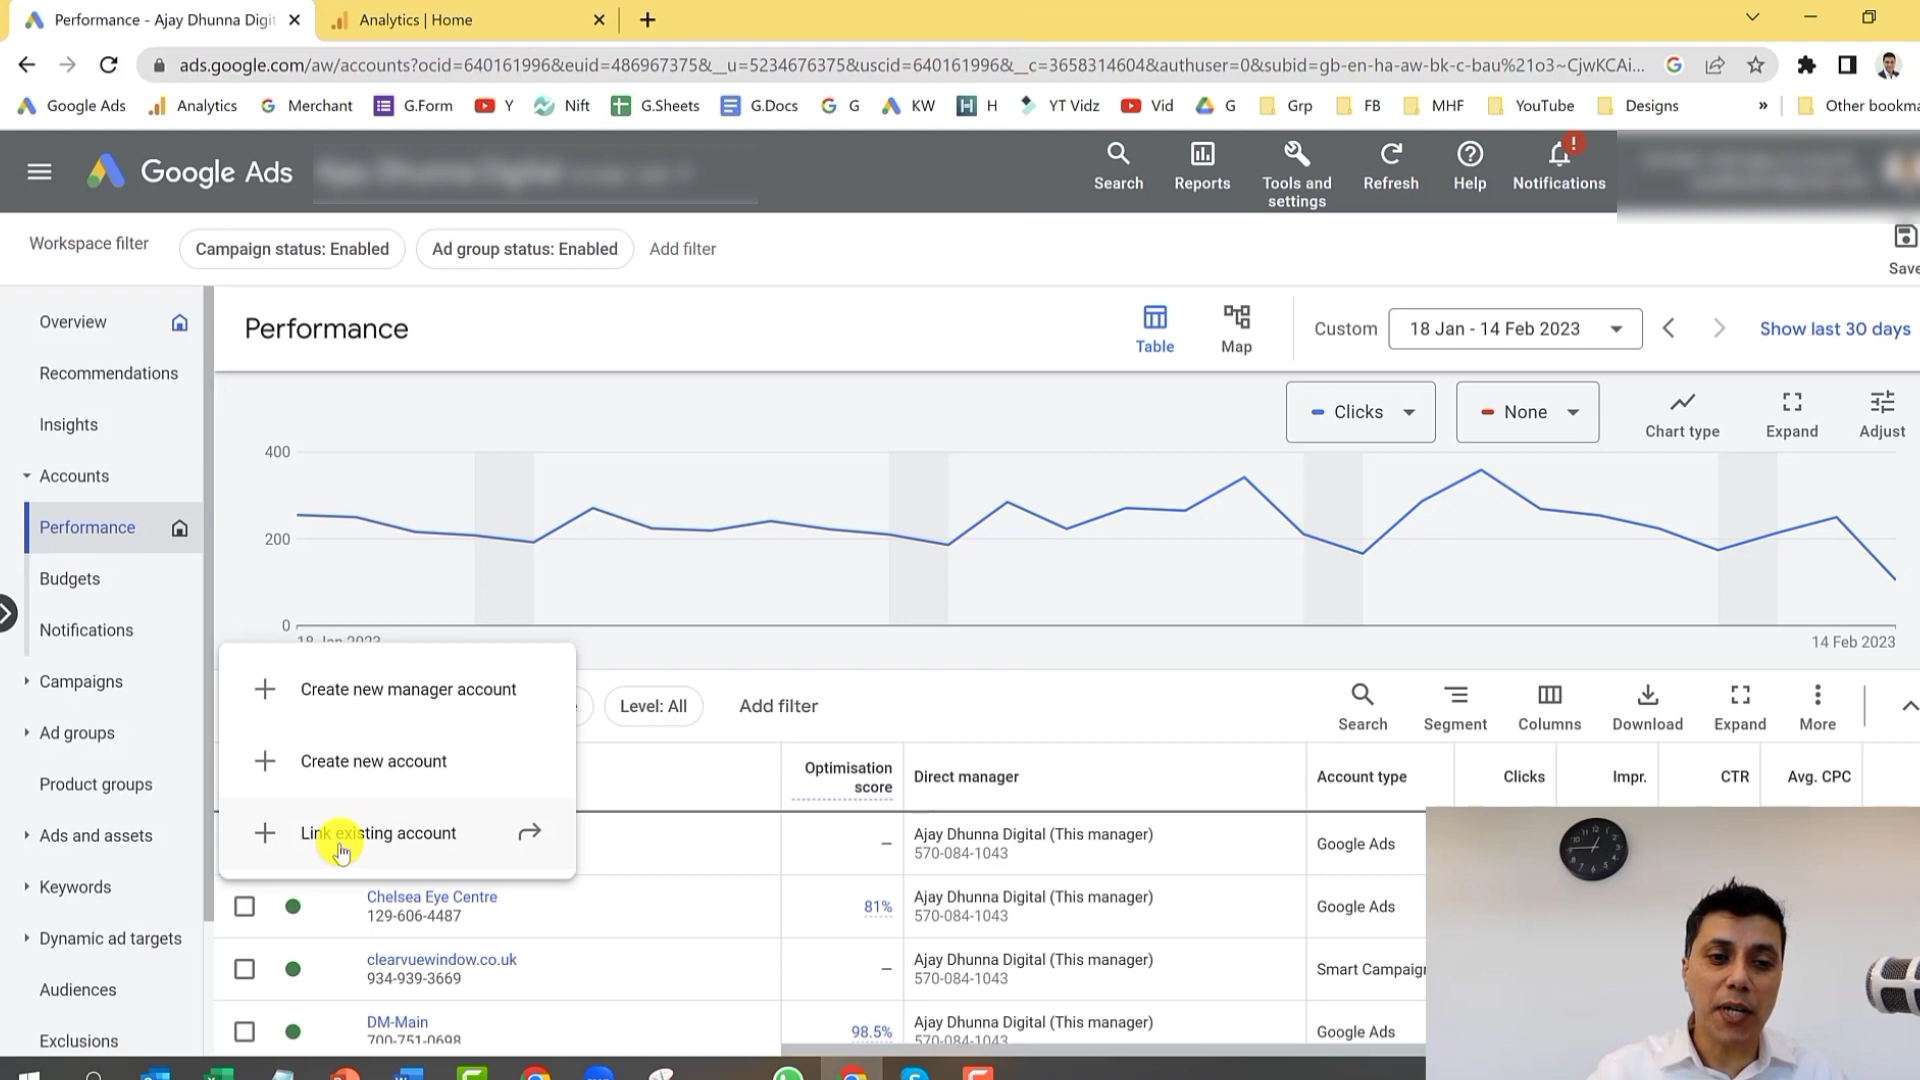 Performance - Ajay Dhunna Digit
Analytics | Home
ads.google.com/aw/accounts?ocid=640161996&euid=486967375&__u=5234676375&uscid=640161996&__c=3658314604&authuser=0&subid=gb-en-ha-aw-bk-c-bau%21o3~CjwKCAi...
Google Ads Analytics Merchant G.Form Y Nift G.Sheets G.Docs G KW H YT Vidz Vid G Grp FB MHF YouTube Designs » Other bookma
Google Ads
Search Reports Tools and settings Refresh Help Notifications
Workspace filter
Campaign status: Enabled Ad group status: Enabled Add filter
Save
Overview
Recommendations
Insights
Accounts
Performance
Budgets
Notifications
Campaigns
Ad groups
Product groups
Ads and assets
Keywords
Dynamic ad targets
Audiences
Exclusions
Performance
Table Map
Custom 18 Jan - 14 Feb 2023 Show last 30 days
Clicks None Chart type Expand Adjust
400
200
0
18 Jan 2023 14 Feb 2023
Create new manager account
Create new account
Link existing account
Level: All Add filter
Search Segment Columns Download Expand More
Optimisation score Direct manager Account type Clicks Impr. CTR Avg. CPC
– Ajay Dhunna Digital (This manager) Google Ads
570-084-1043
Chelsea Eye Centre 81% Ajay Dhunna Digital (This manager) Google Ads
129-606-4487 570-084-1043
clearvuewindow.co.uk – Ajay Dhunna Digital (This manager) Smart Campaign
934-939-3669 570-084-1043
DM-Main 98.5% Ajay Dhunna Digital (This manager) Google Ads
700-751-0698 570-084-1043